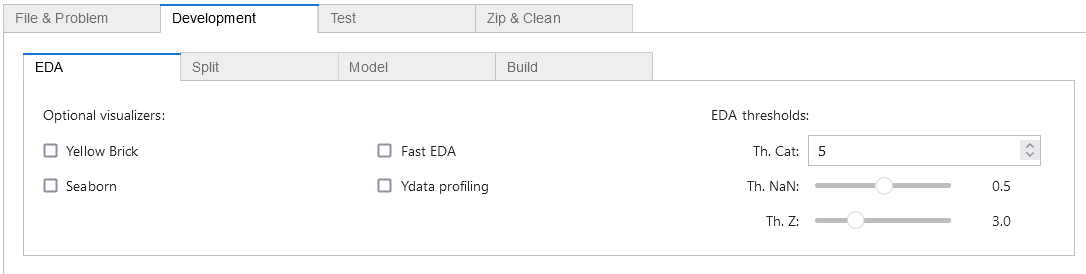 File & Problem
Development
Test
Zip & Clean
EDA
Split
Model
Build
Optional visualizers:
EDA thresholds:
Yellow Brick
Fast EDA
Th. Cat:
5
Seaborn
Ydata profiling
Th. NaN:
0.5
Th. Z:
3.0